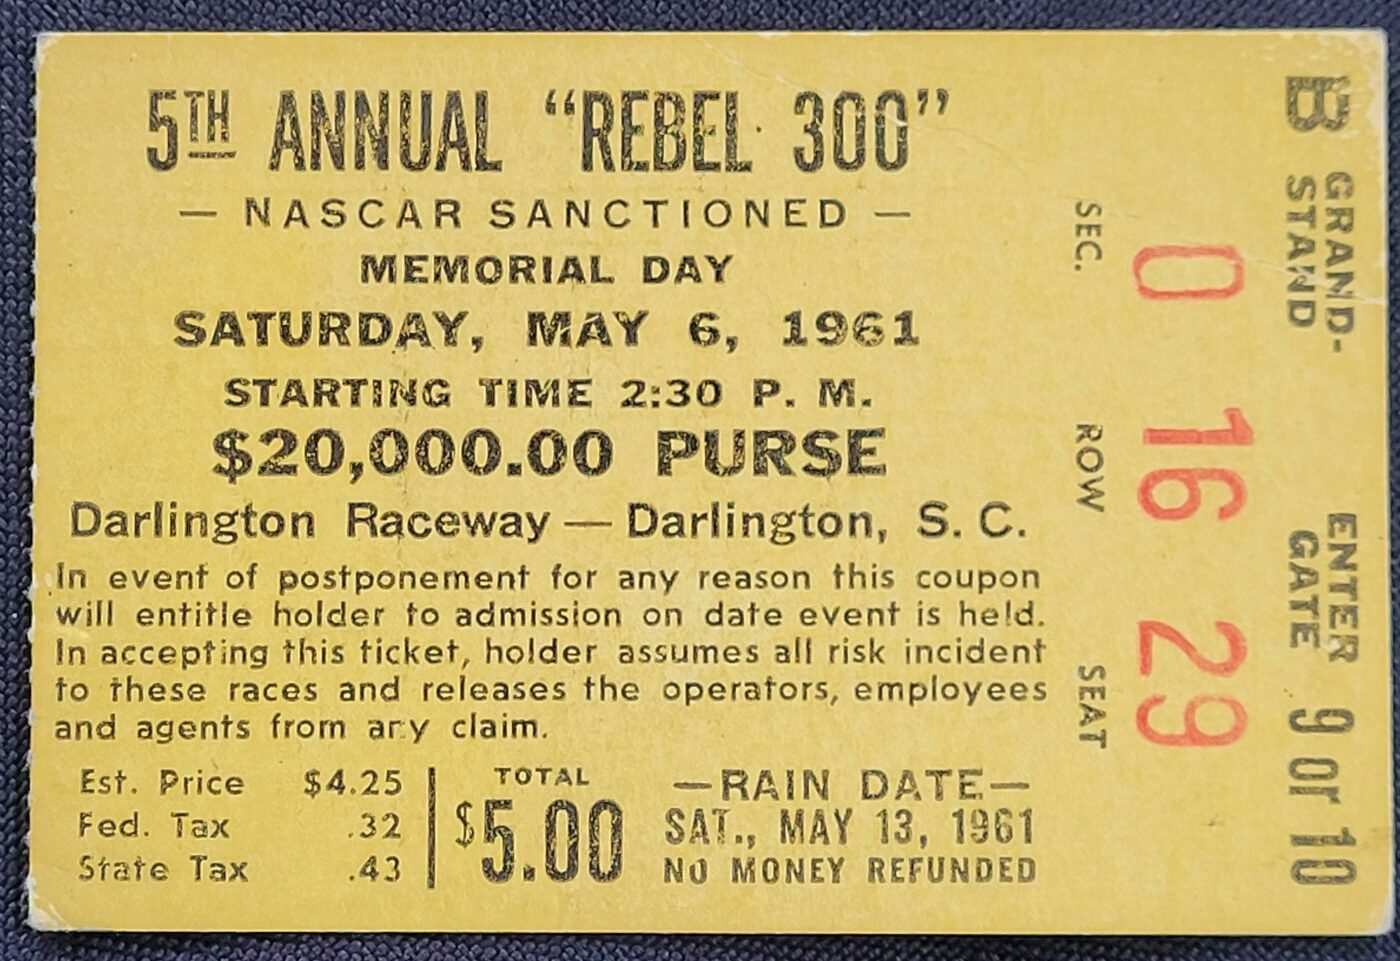 5TH ANNUAL "REBEL 300"
— NASCAR SANCTIONED —
MEMORIAL DAY
SATURDAY, MAY 6, 1961
STARTING TIME 2:30 P. M.
$20,000.00 PURSE
Darlington Raceway — Darlington, S. C.
In event of postponement for any reason this coupon
will entitle holder to admission on date event is held.
In accepting this ticket, holder assumes all risk incident
to these races and releases the operators, employees
and agents from any claim.
Est. Price $4.25
Fed. Tax .32
State Tax .43
TOTAL
$5.00
—RAIN DATE—
SAT., MAY 13, 1961
NO MONEY REFUNDED
B GRAND-
STAND
ENTER
GATE
9 or 10
0 16 29
SEC. ROW SEAT